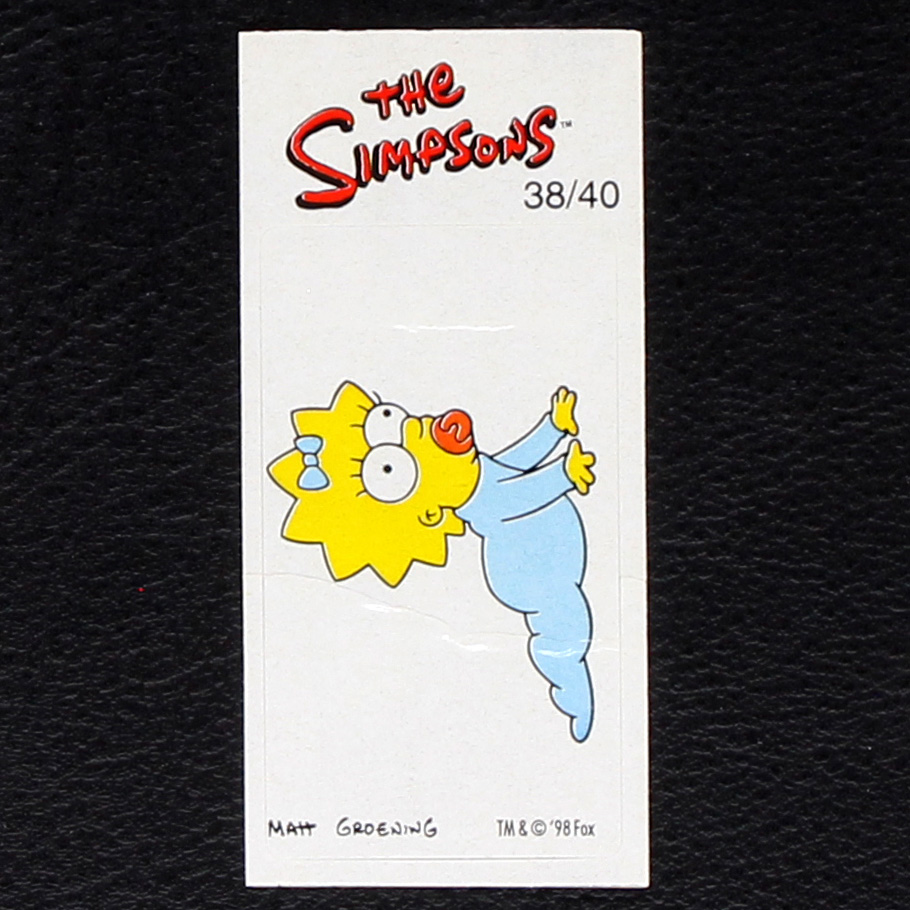 THE
SIMPSONS™
38/40
MATT GROENING
TM & © '98 Fox